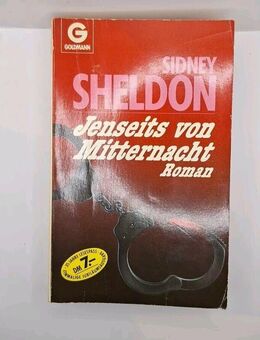 G
GOLDMANN
SIDNEY
SHELDON
Jenseits von
Mitternacht
Roman
DM 7.-